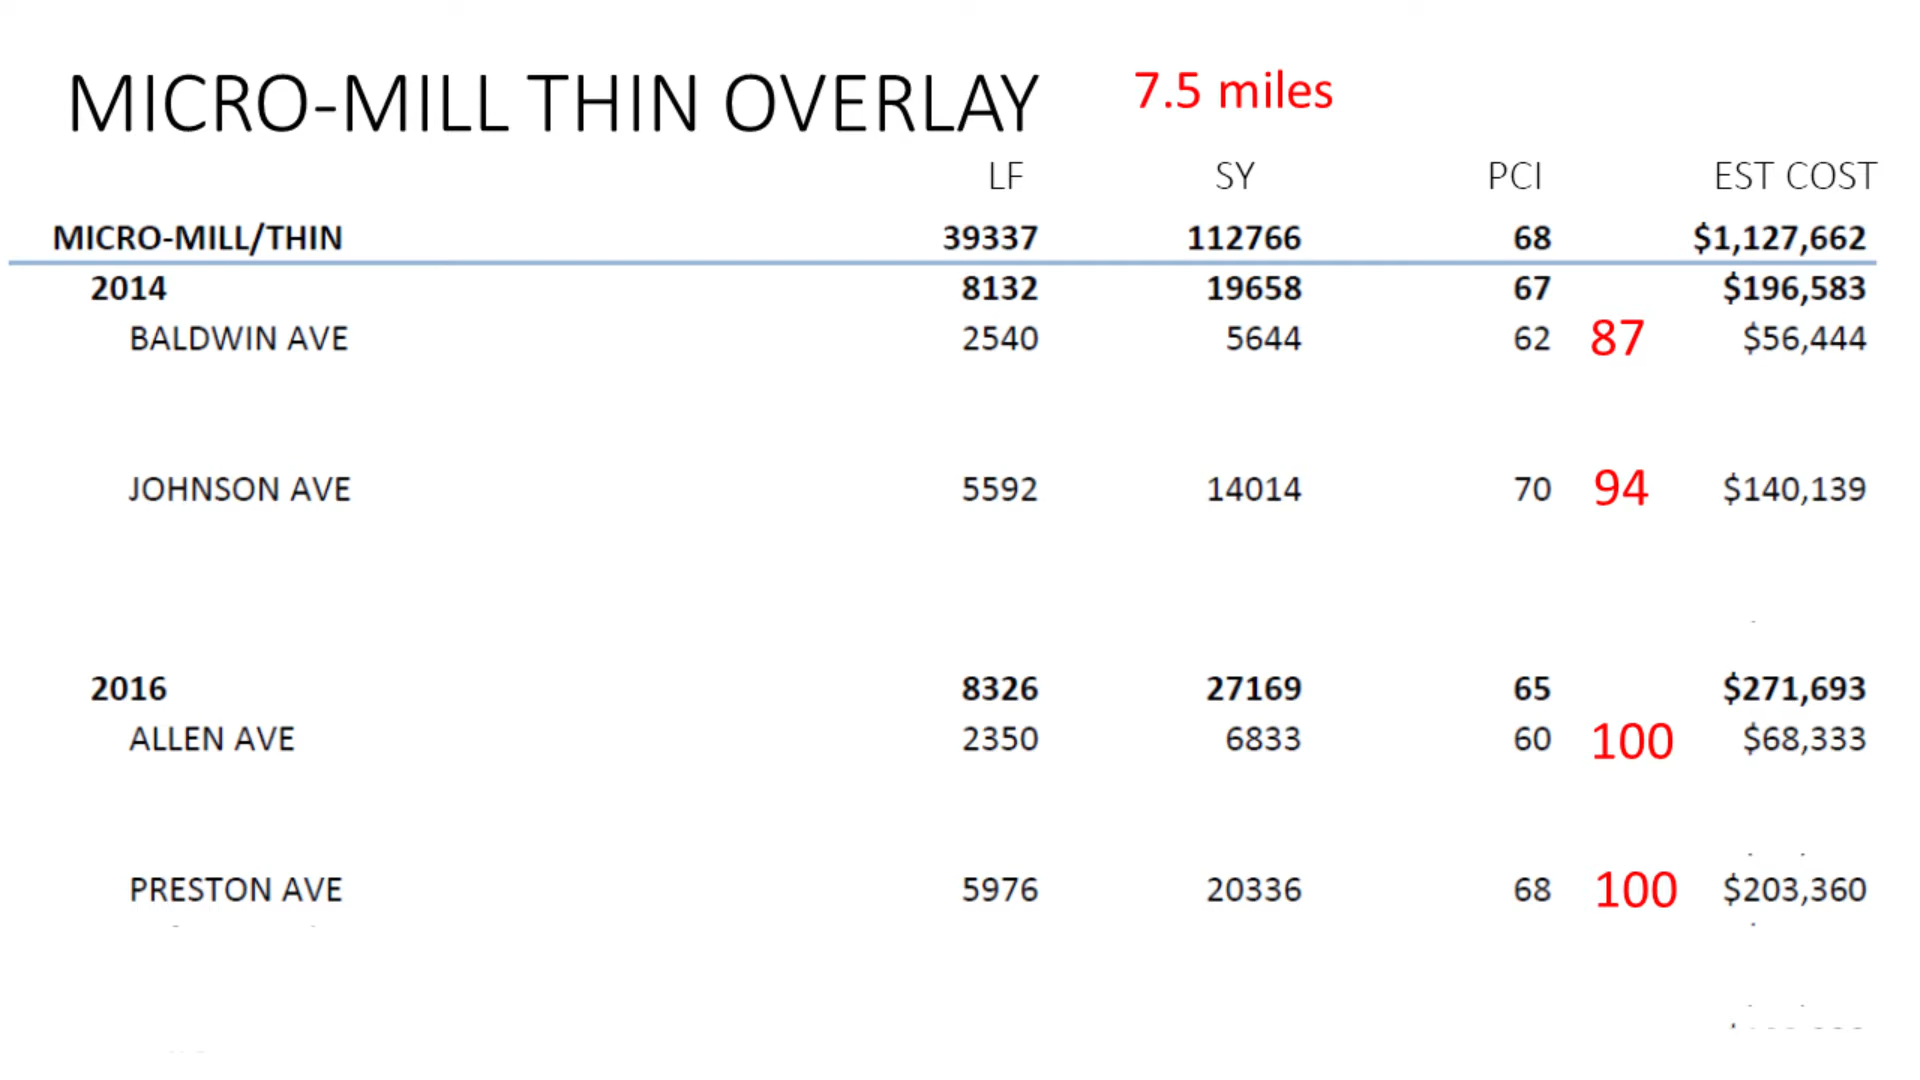 MICRO-MILL THIN OVERLAY 7.5 miles
LF SY PCI EST COST
MICRO-MILL/THIN 39337 112766 68 $1,127,662
2014 8132 19658 67 $196,583
BALDWIN AVE 2540 5644 62 87 $56,444
JOHNSON AVE 5592 14014 70 94 $140,139
2016 8326 27169 65 $271,693
ALLEN AVE 2350 6833 60 100 $68,333
PRESTON AVE 5976 20336 68 100 $203,360